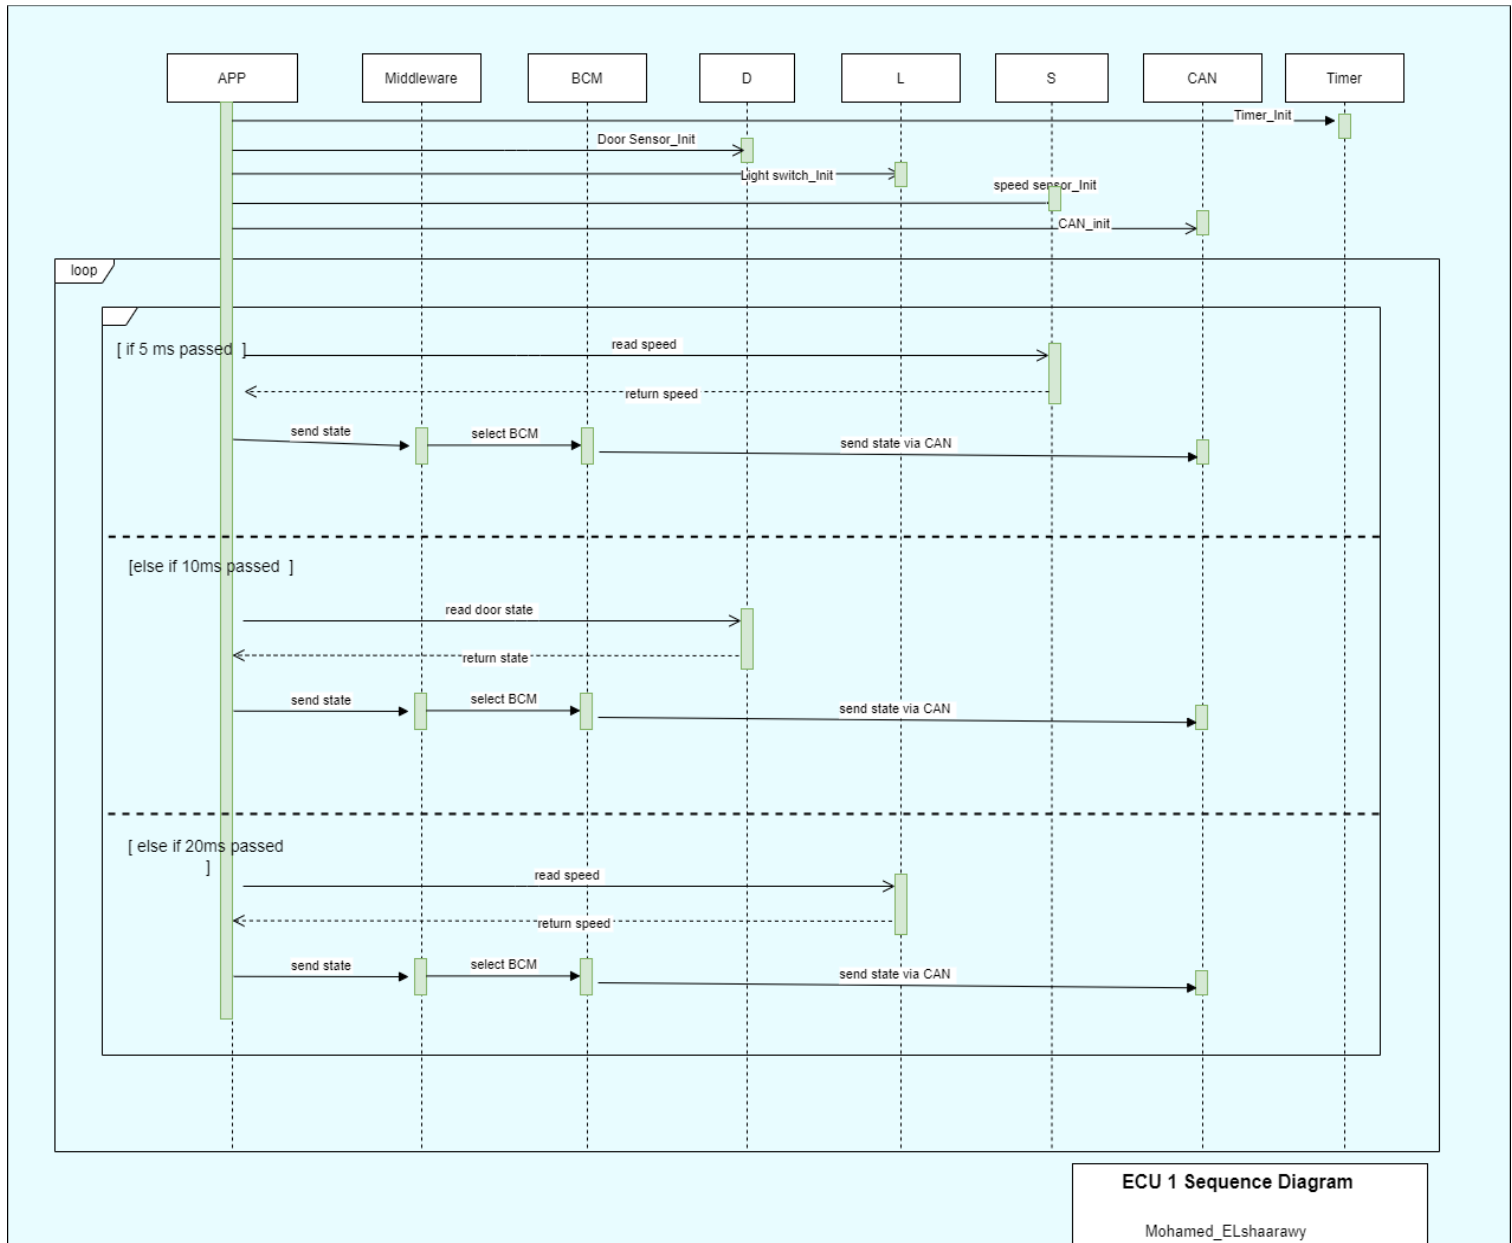 APP
Middleware
BCM
D
L
S
CAN
Timer
Timer_Init
Door Sensor_Init
Light switch_Init
speed sensor_Init
CAN_init
loop
[ if 5 ms passed ]
read speed
return speed
send state
select BCM
send state via CAN
[else if 10ms passed ]
read door state
return state
send state
select BCM
send state via CAN
[ else if 20ms passed
]
read speed
return speed
send state
select BCM
send state via CAN
ECU 1 Sequence Diagram
Mohamed_ELshaarawy